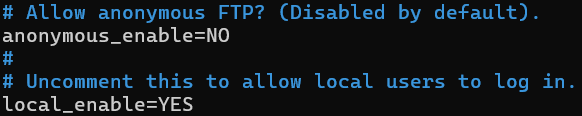 # Allow anonymous FTP? (Disabled by default).
anonymous_enable=NO
#
# Uncomment this to allow local users to log in.
local_enable=YES